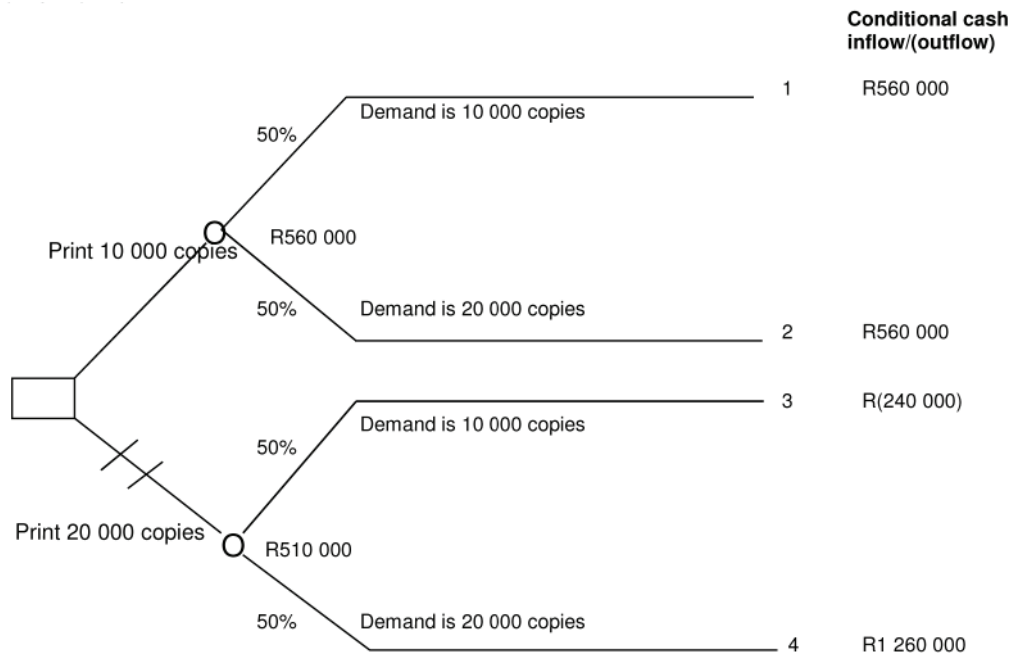 Conditional cash
inflow/(outflow)
1 R560 000
Demand is 10 000 copies
50%
Print 10 000 copies R560 000
50% Demand is 20 000 copies
2 R560 000
3 R(240 000)
Demand is 10 000 copies
50%
Print 20 000 copies
R510 000
50% Demand is 20 000 copies
4 R1 260 000